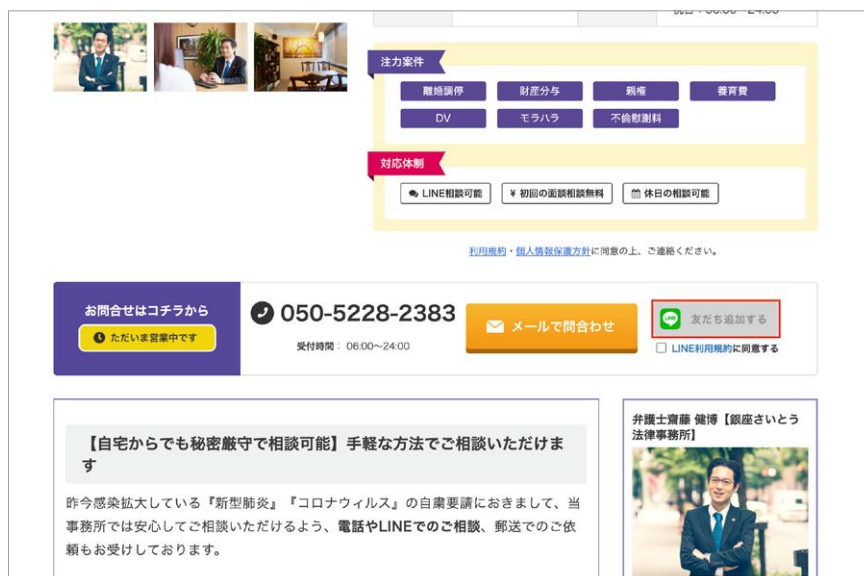 注力案件
離婚調停
財産分与
親権
養育費
DV
モラハラ
不倫慰謝料
対応体制
LINE相談可能
¥ 初回の面談相談無料
休日の相談可能
利用規約・個人情報保護方針に同意の上、ご連絡ください。
お問合せはコチラから
ただいま営業中です
050-5228-2383
受付時間： 06:00〜24:00
メールで問合わせ
LINE
友だち追加する
LINE利用規約に同意する
【自宅からでも秘密厳守で相談可能】手軽な方法でご相談いただけま
す
昨今感染拡大している『新型肺炎』『コロナウィルス』の自粛要請におきまして、当
事務所では安心してご相談いただけるよう、電話やLINEでのご相談、郵送でのご依
頼もお受けしております。
弁護士齋藤 健博【銀座さいとう
法律事務所】